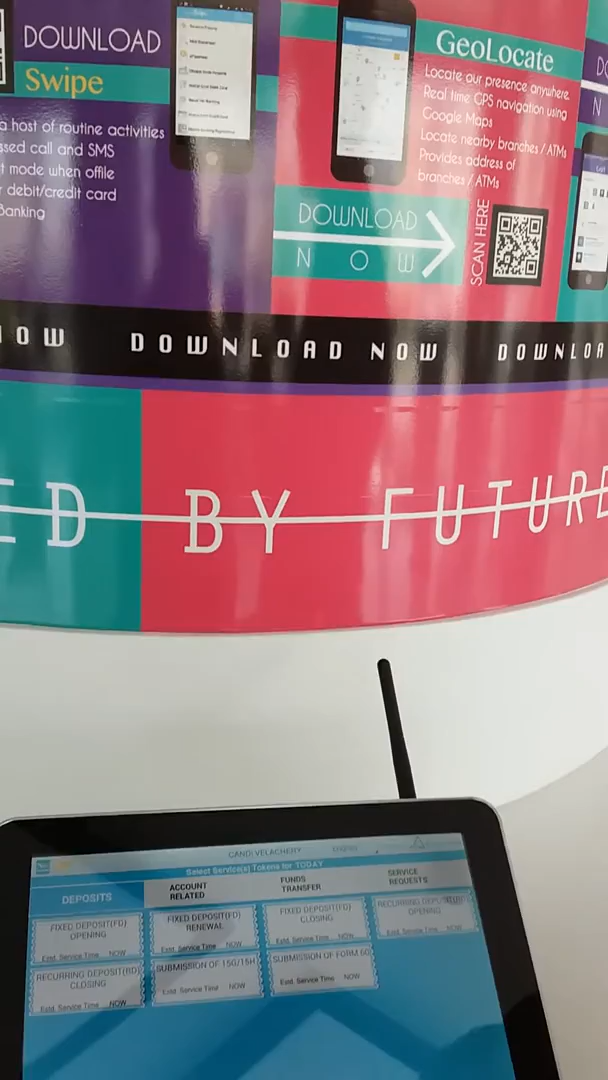 DOWNLOAD
Swipe
a host of routine activities
ssed call and SMS
t mode when offile
r debit/credit card
Banking
GeoLocate
Locate our presence anywhere.
Real time GPS navigation using
Google Maps
Locate nearby branches / ATMs
Provides address of
branches / ATMs
DOWNLOAD
NOW
SCAN HERE
OW DOWNLOAD NOW DOWNLOA
ED BY FUTURE
CANDI VELACHERY
Select Service(s) Tokens for TODAY
DEPOSITS
ACCOUNT
RELATED
FUNDS
TRANSFER
SERVICE
REQUESTS
FIXED DEPOSIT(FD)
OPENING
Estd. Service Time NOW
FIXED DEPOSIT(FD)
RENEWAL
Estd. Service Time NOW
FIXED DEPOSIT(FD)
CLOSING
Estd. Service Time NOW
RECURRING DEPOSIT(RD)
OPENING
Estd. Service Time NOW
RECURRING DEPOSIT(RD)
CLOSING
Estd. Service Time NOW
SUBMISSION OF 15G/15H
Estd. Service Time NOW
SUBMISSION OF FORM 60
Estd. Service Time NOW